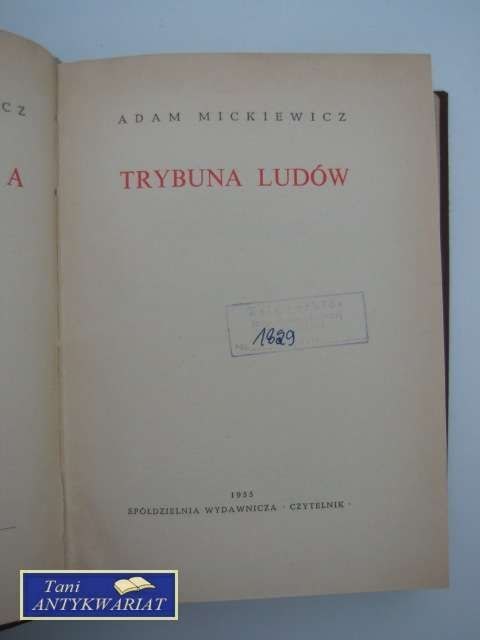 CZ
A
ADAM MICKIEWICZ
TRYBUNA LUDÓW
1829
1955
SPÓŁDZIELNIA WYDAWNICZA · CZYTELNIK ·
Tani
ANTYKWARIAT